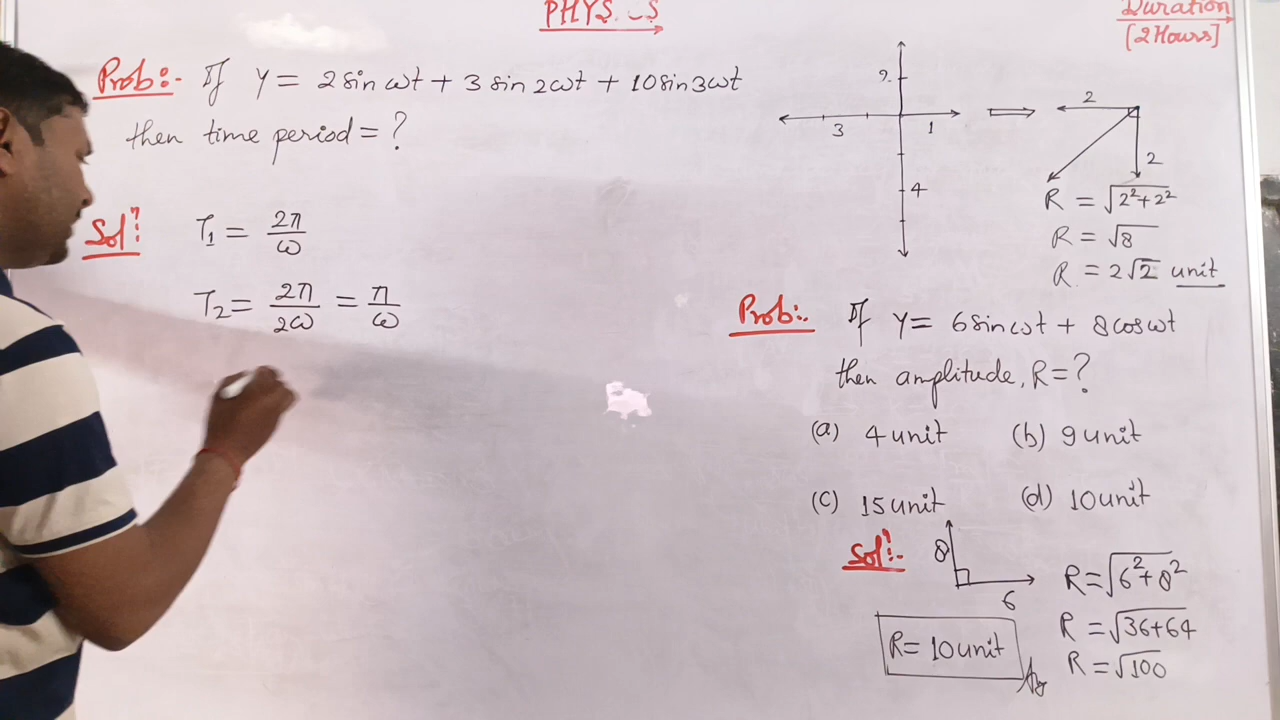 PHYSICS
Duration
[2 Hours]
Prob:- If Y = 2 sin ωt + 3 sin 2ωt + 10 sin 3ωt
then time period = ?
Solⁿ:
T₁ = 2π/ω
T₂ = 2π/2ω = π/ω
2
3
1
4
2
2
R = √2²+2²
R = √8
R = 2√2 unit
Prob:. If Y = 6 sin ωt + 8 cos ωt
then amplitude, R = ?
(a) 4 unit (b) 9 unit
(c) 15 unit (d) 10 unit
Solⁿ:-
8
6
R = √6²+8²
R = √36+64
R = √100
R = 10 unit